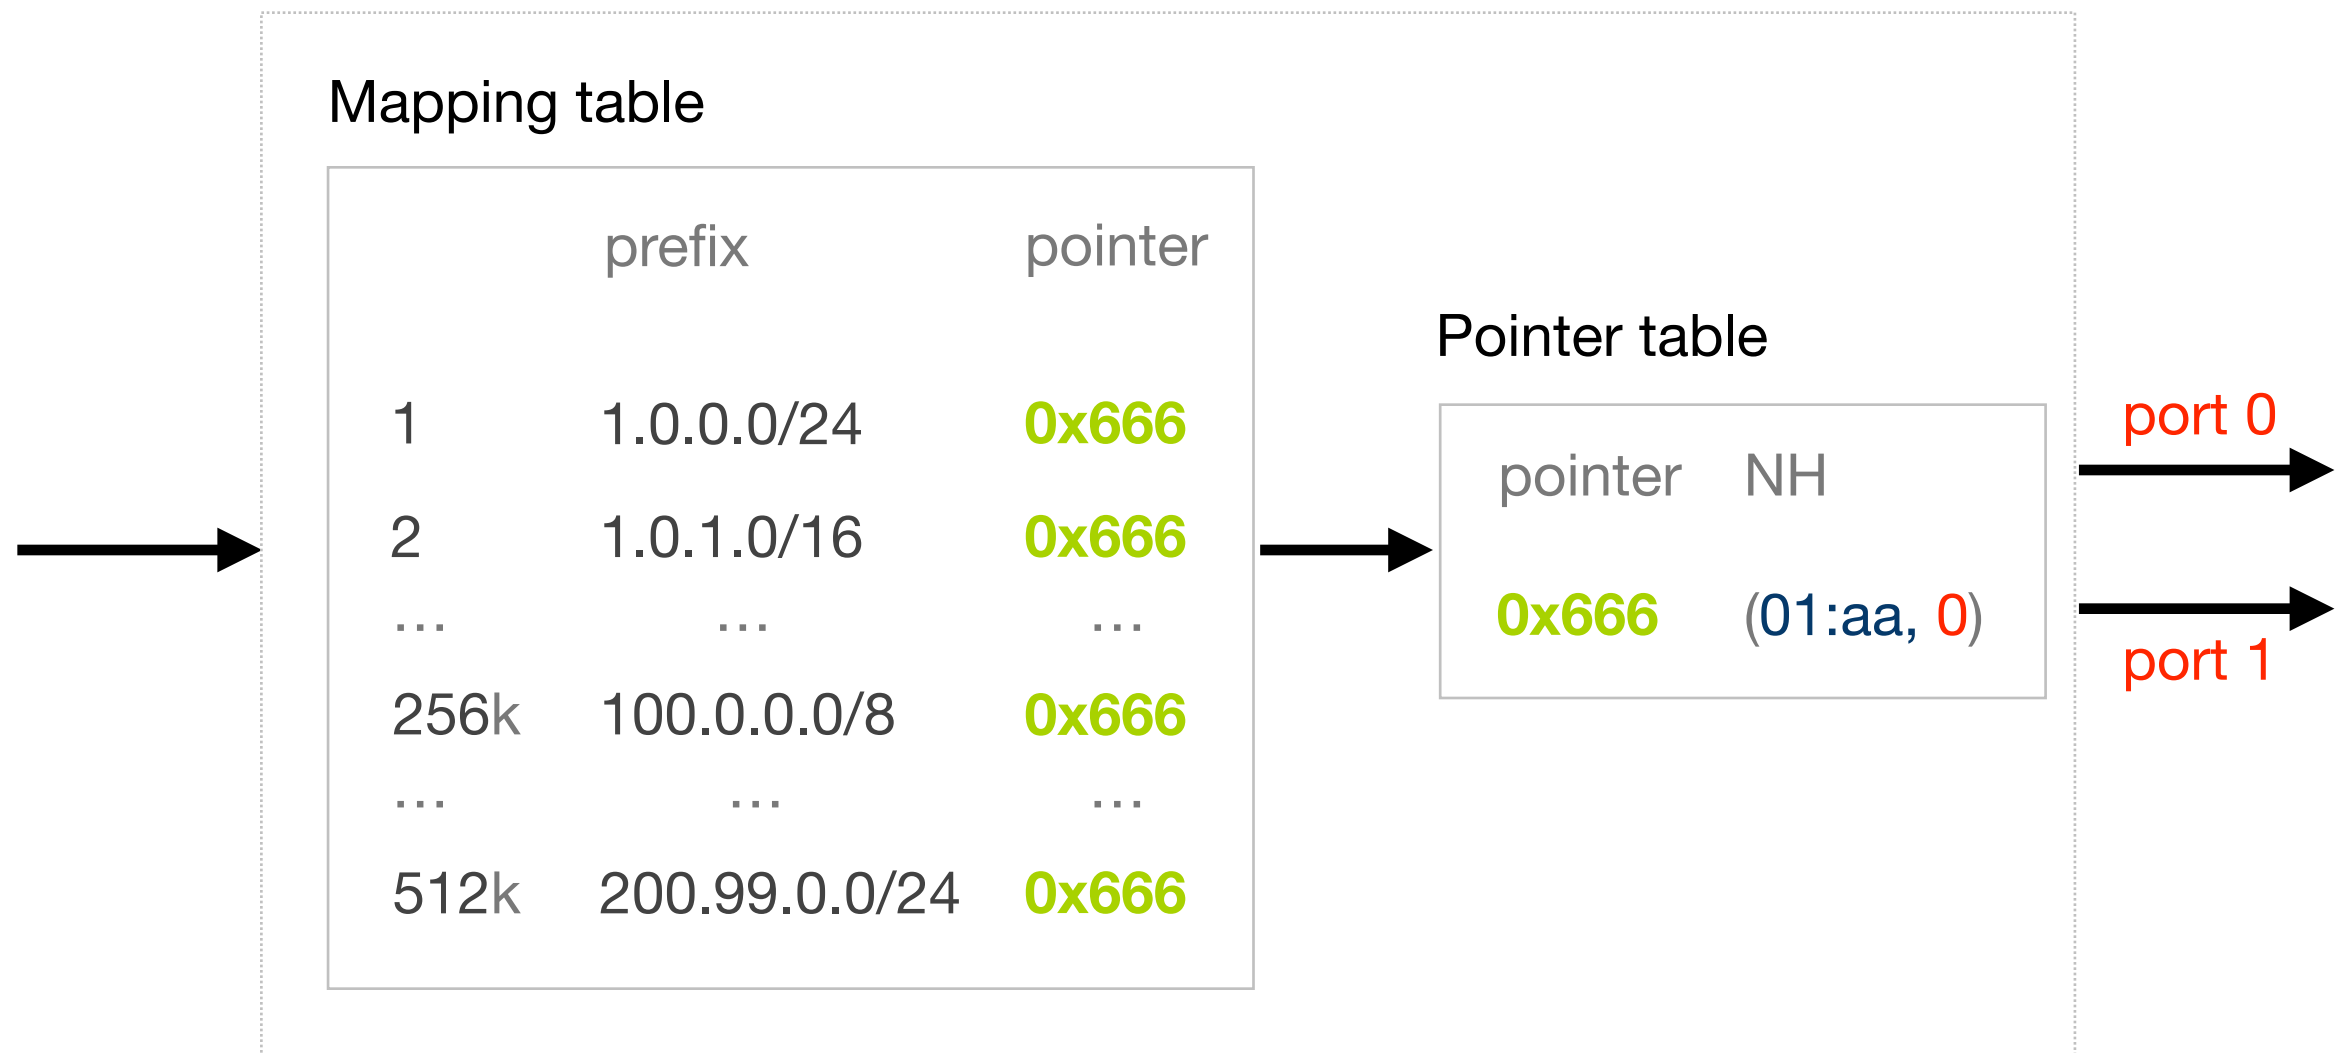 Mapping table
prefix pointer
1 1.0.0.0/24 0x666
2 1.0.1.0/16 0x666
… … …
256k 100.0.0.0/8 0x666
… … …
512k 200.99.0.0/24 0x666
Pointer table
pointer NH
0x666 (01:aa, 0)
port 0
port 1